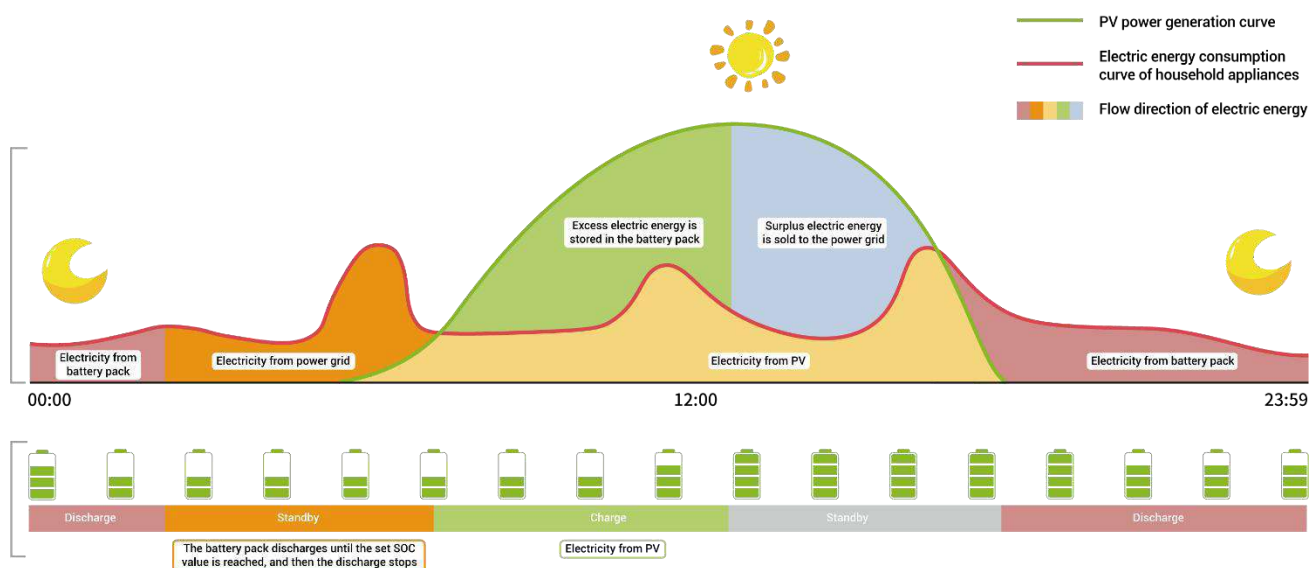 PV power generation curve
Electric energy consumption
curve of household appliances
Flow direction of electric energy
Excess electric energy is
stored in the battery pack
Surplus electric energy
is sold to the power grid
Electricity from
battery pack
Electricity from power grid
Electricity from PV
Electricity from battery pack
00:00
12:00
23:59
Discharge
Standby
Charge
Standby
Discharge
The battery pack discharges until the set SOC
value is reached, and then the discharge stops
Electricity from PV